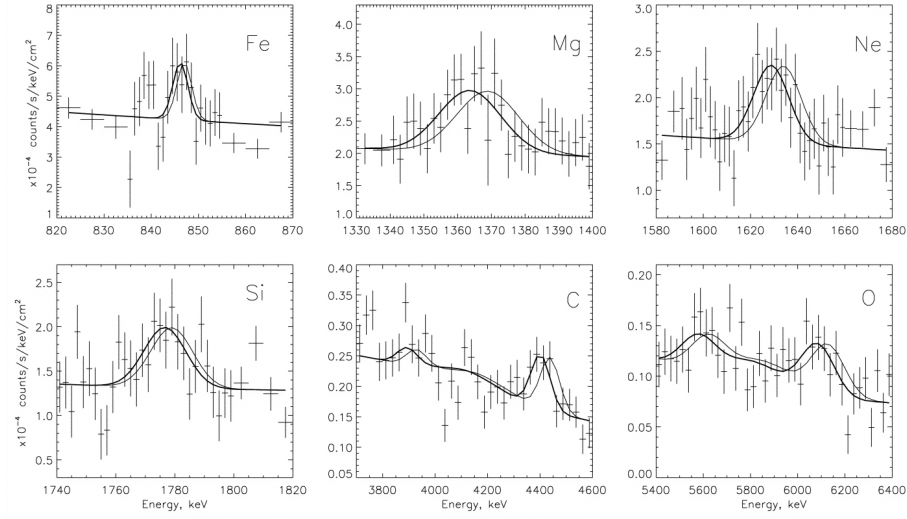 x10⁻⁴ counts/s/keV/cm²
8
7
6
5
4
3
2
1
Fe
820 830 840 850 860 870
4.0
3.5
3.0
2.5
2.0
1.5
1.0
Mg
1330 1340 1350 1360 1370 1380 1390 1400
3.0
2.5
2.0
1.5
1.0
Ne
1580 1600 1620 1640 1660 1680
x10⁻⁴ counts/s/keV/cm²
2.5
2.0
1.5
1.0
0.5
Si
1740 1760 1780 1800 1820
Energy, keV
0.40
0.35
0.30
0.25
0.20
0.15
0.10
0.05
C
3800 4000 4200 4400 4600
Energy, keV
0.20
0.15
0.10
0.05
0.00
O
5400 5600 5800 6000 6200 6400
Energy, keV